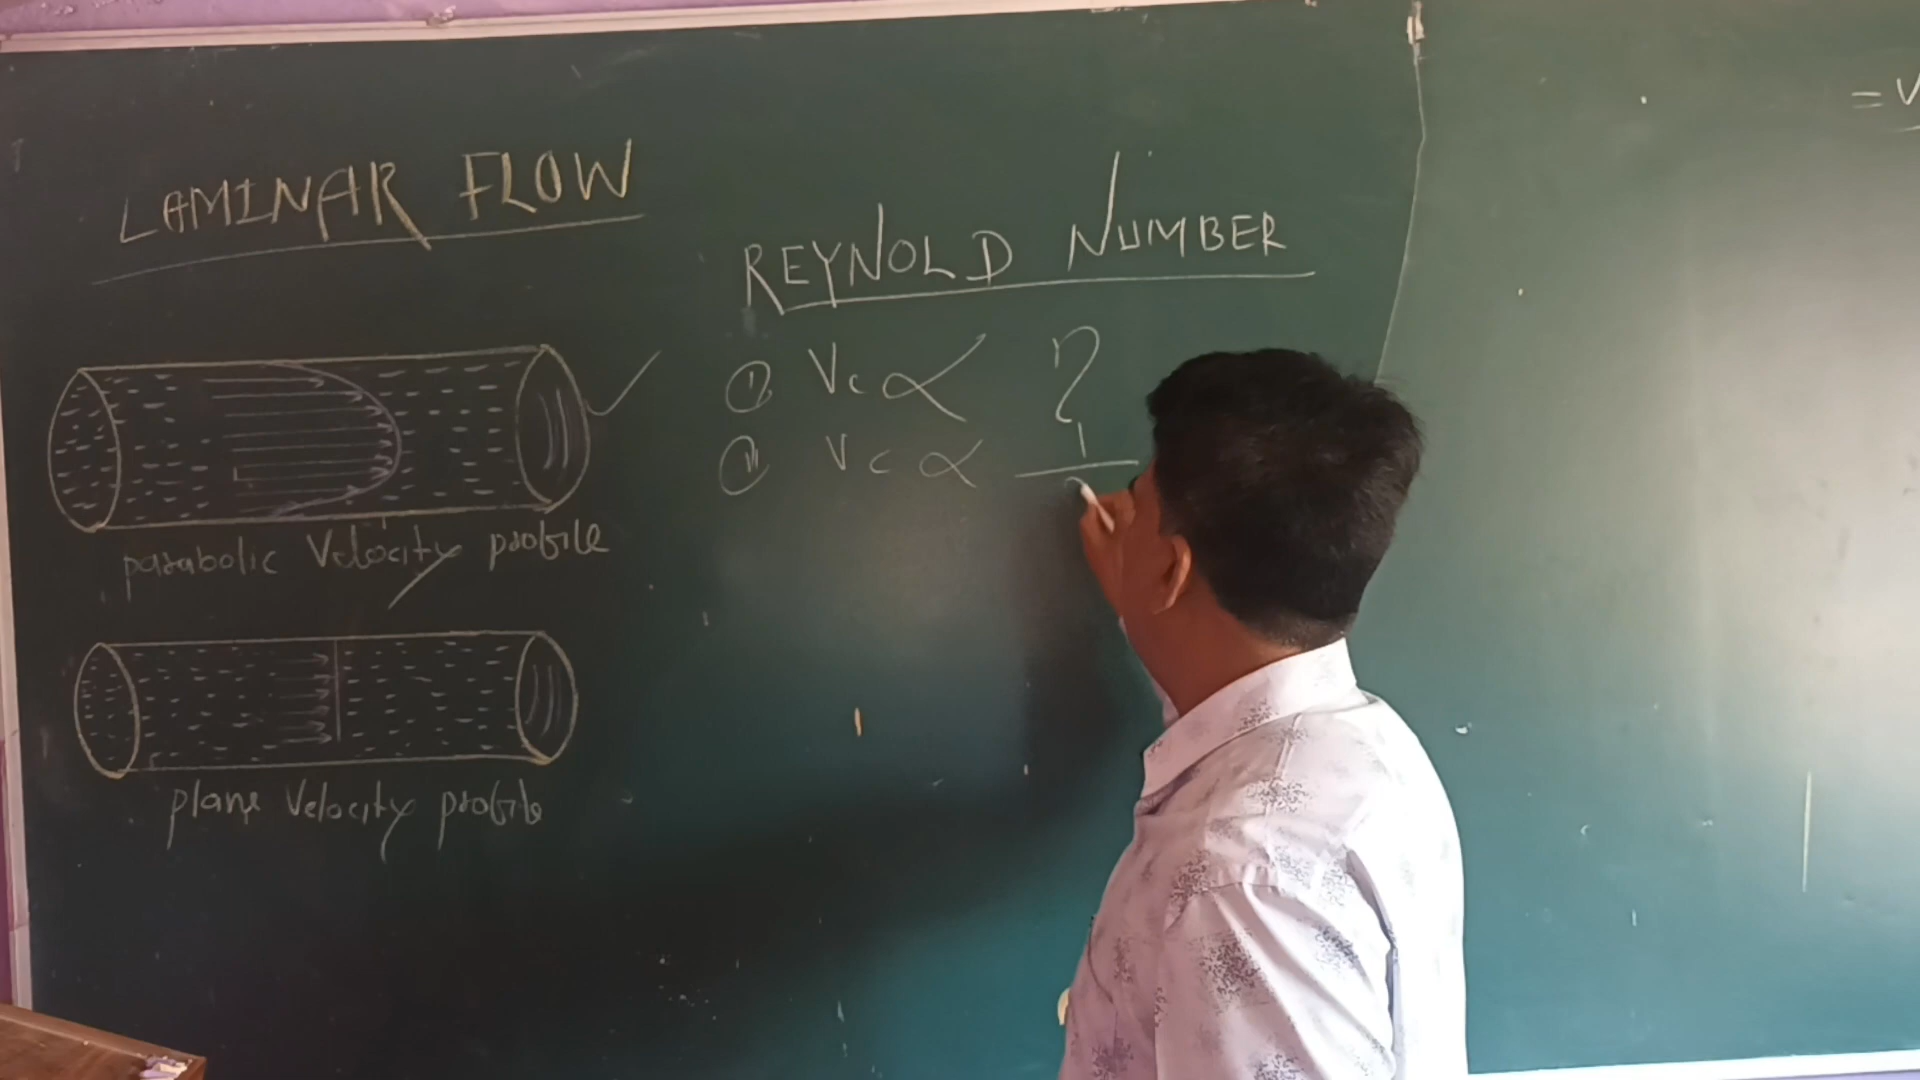 LAMINAR FLOW
parabolic Velocity profile
plane Velocity profile
REYNOLD NUMBER
① Vc ∝ η
② Vc ∝ 1/
= V